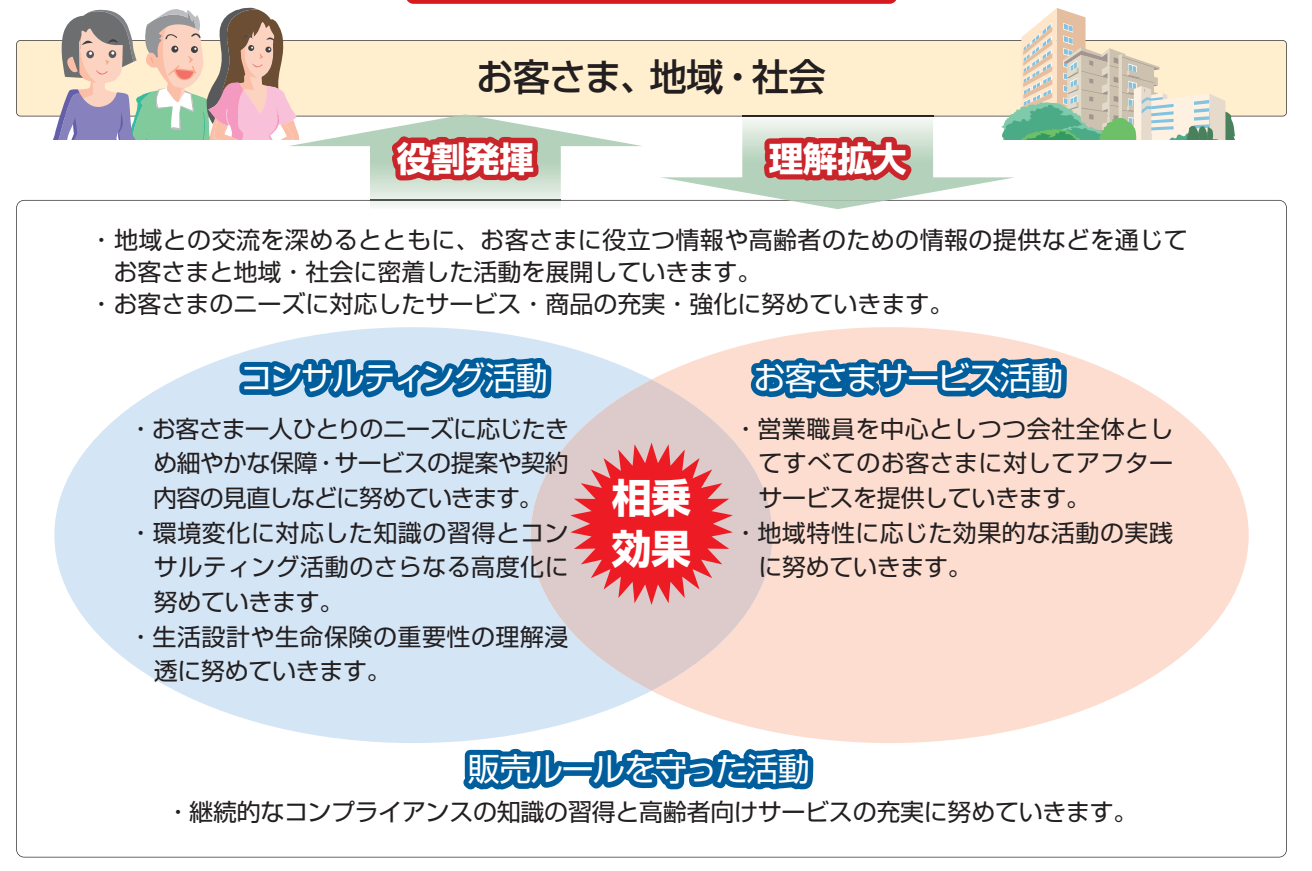 お客さま、地域・社会
役割発揮
理解拡大
・地域との交流を深めるとともに、お客さまに役立つ情報や高齢者のための情報の提供などを通じて
お客さまと地域・社会に密着した活動を展開していきます。
・お客さまのニーズに対応したサービス・商品の充実・強化に努めていきます。
コンサルティング活動
・お客さま一人ひとりのニーズに応じたき
め細やかな保障・サービスの提案や契約
内容の見直しなどに努めていきます。
・環境変化に対応した知識の習得とコン
サルティング活動のさらなる高度化に
努めていきます。
・生活設計や生命保険の重要性の理解浸
透に努めていきます。
相乗
効果
お客さまサービス活動
・営業職員を中心としつつ会社全体とし
てすべてのお客さまに対してアフター
サービスを提供していきます。
・地域特性に応じた効果的な活動の実践
に努めていきます。
販売ルールを守った活動
・継続的なコンプライアンスの知識の習得と高齢者向けサービスの充実に努めていきます。